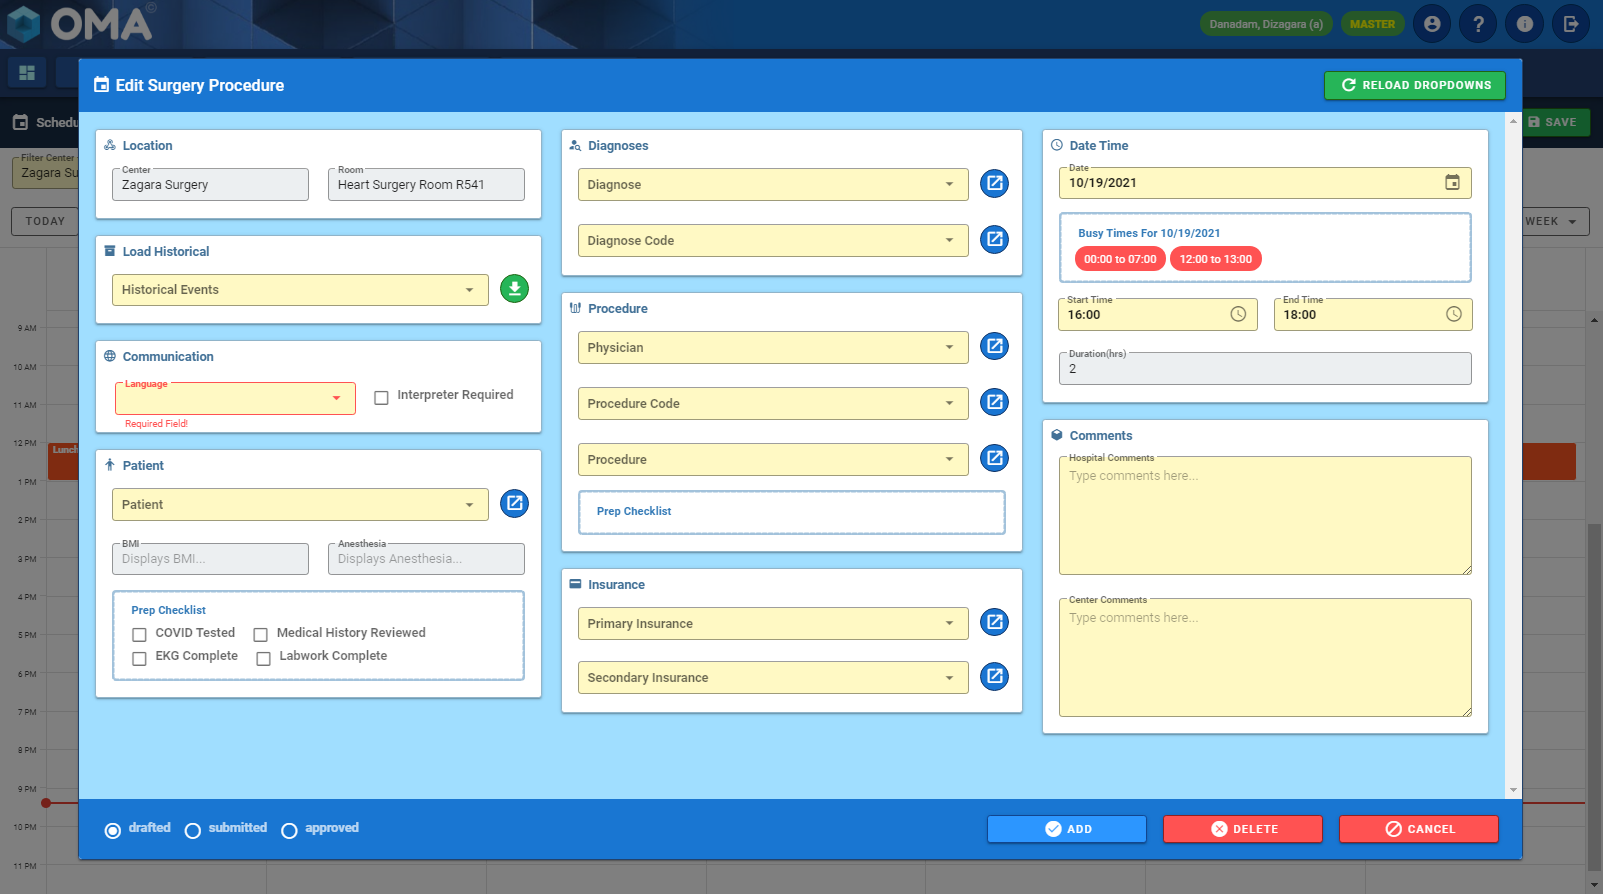 OMA©
Danadam, Dizagara (a)
MASTER
Edit Surgery Procedure
RELOAD DROPDOWNS
Schedu
SAVE
Filter Center
Zagara Su
TODAY
WEEK
Location
Center
Zagara Surgery
Room
Heart Surgery Room R541
Load Historical
Historical Events
Communication
Language
Interpreter Required
Required Field!
Patient
Patient
BMI
Displays BMI...
Anesthesia
Displays Anesthesia...
Prep Checklist
COVID Tested
Medical History Reviewed
EKG Complete
Labwork Complete
Diagnoses
Diagnose
Diagnose Code
Procedure
Physician
Procedure Code
Procedure
Prep Checklist
Insurance
Primary Insurance
Secondary Insurance
Date Time
Date
10/19/2021
Busy Times For 10/19/2021
00:00 to 07:00
12:00 to 13:00
Start Time
16:00
End Time
18:00
Duration(hrs)
2
Comments
Hospital Comments
Type comments here...
Center Comments
Type comments here...
9 AM
10 AM
11 AM
12 PM
Lunch
1 PM
2 PM
3 PM
4 PM
5 PM
6 PM
7 PM
8 PM
9 PM
10 PM
11 PM
drafted
submitted
approved
ADD
DELETE
CANCEL